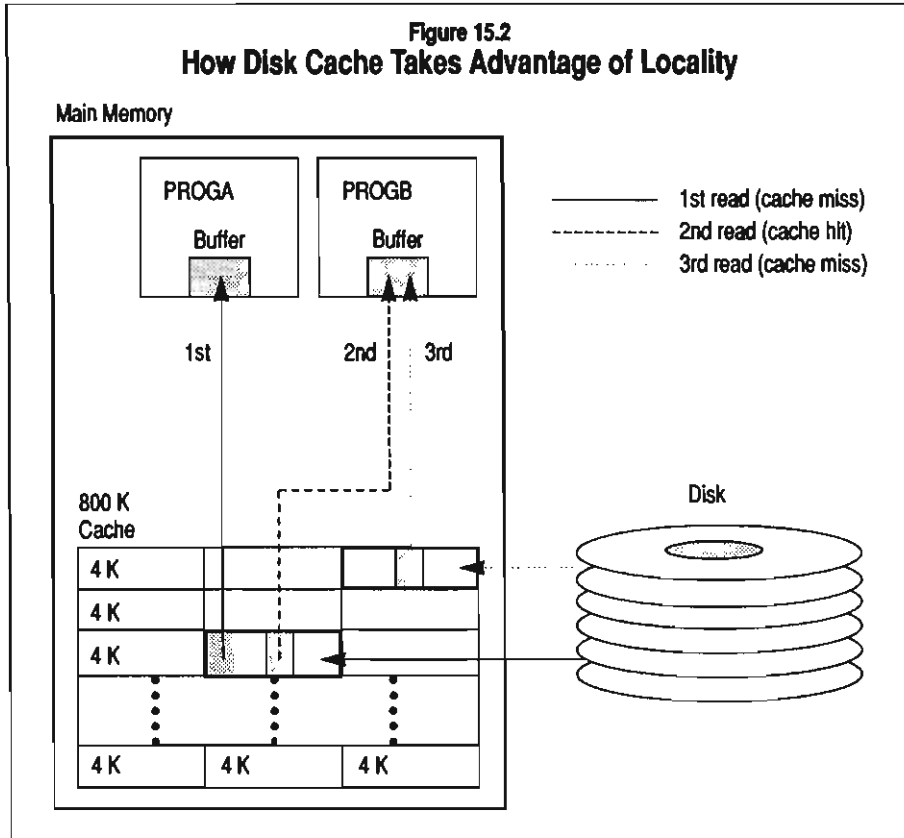 Figure 15.2
How Disk Cache Takes Advantage of Locality
Main Memory
PROGA
PROGB
Buffer
Buffer
1st read (cache miss)
2nd read (cache hit)
3rd read (cache miss)
1st
2nd
3rd
800 K
Cache
Disk
4 K
4 K
4 K
4 K
4 K
4 K